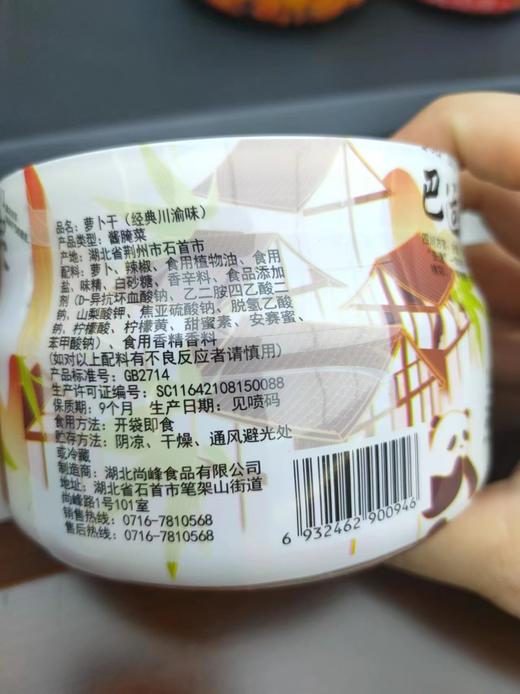 品名：萝卜干（经典川渝味）
产品类型：酱腌菜
产地：湖北省荆州市石首市
配料：萝卜、辣椒、食用植物油、食用
盐、味精、白砂糖、香辛料、食品添加
剂（D-异抗坏血酸钠、乙二胺四乙酸二
钠、山梨酸钾、焦亚硫酸钠、脱氢乙酸
钠、柠檬酸、柠檬黄、甜蜜素、安赛蜜、
苯甲酸钠）、食用香精香料
(如对以上配料有不良反应者请慎用)
产品标准号：GB2714
生产许可证编号：SC11642108150088
保质期：9个月 生产日期：见喷码
食用方法：开袋即食
贮存方法：阴凉、干燥、通风避光处
或冷藏
制造商：湖北尚峰食品有限公司
地址：湖北省石首市笔架山街道
尚峰路1号101室
销售热线：0716-7810568
售后热线：0716-7810568
6 932462 900946
巴